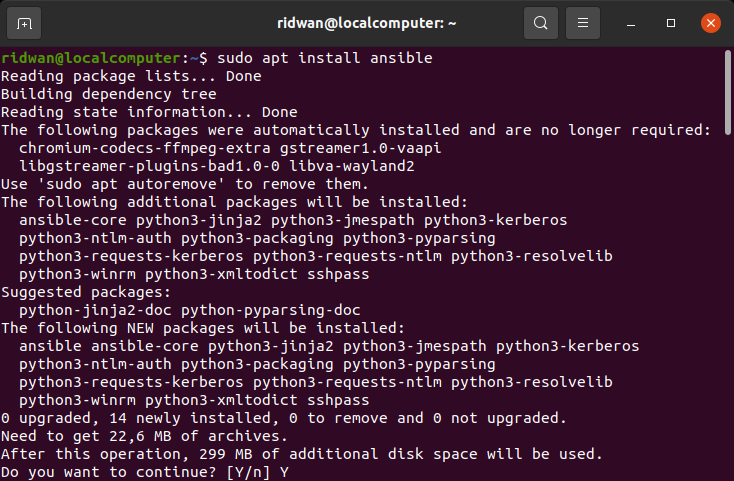 ridwan@localcomputer: ~
ridwan@localcomputer:~$ sudo apt install ansible
Reading package lists... Done
Building dependency tree
Reading state information... Done
The following packages were automatically installed and are no longer required:
  chromium-codecs-ffmpeg-extra gstreamer1.0-vaapi
  libgstreamer-plugins-bad1.0-0 libva-wayland2
Use 'sudo apt autoremove' to remove them.
The following additional packages will be installed:
  ansible-core python3-jinja2 python3-jmespath python3-kerberos
  python3-ntlm-auth python3-packaging python3-pyparsing
  python3-requests-kerberos python3-requests-ntlm python3-resolvelib
  python3-winrm python3-xmltodict sshpass
Suggested packages:
  python-jinja2-doc python-pyparsing-doc
The following NEW packages will be installed:
  ansible ansible-core python3-jinja2 python3-jmespath python3-kerberos
  python3-ntlm-auth python3-packaging python3-pyparsing
  python3-requests-kerberos python3-requests-ntlm python3-resolvelib
  python3-winrm python3-xmltodict sshpass
0 upgraded, 14 newly installed, 0 to remove and 0 not upgraded.
Need to get 22,6 MB of archives.
After this operation, 299 MB of additional disk space will be used.
Do you want to continue? [Y/n] Y